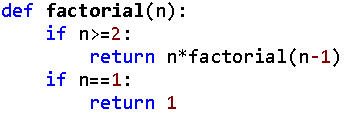 def factorial(n):
    if n>=2:
        return n*factorial(n-1)
    if n==1:
        return 1